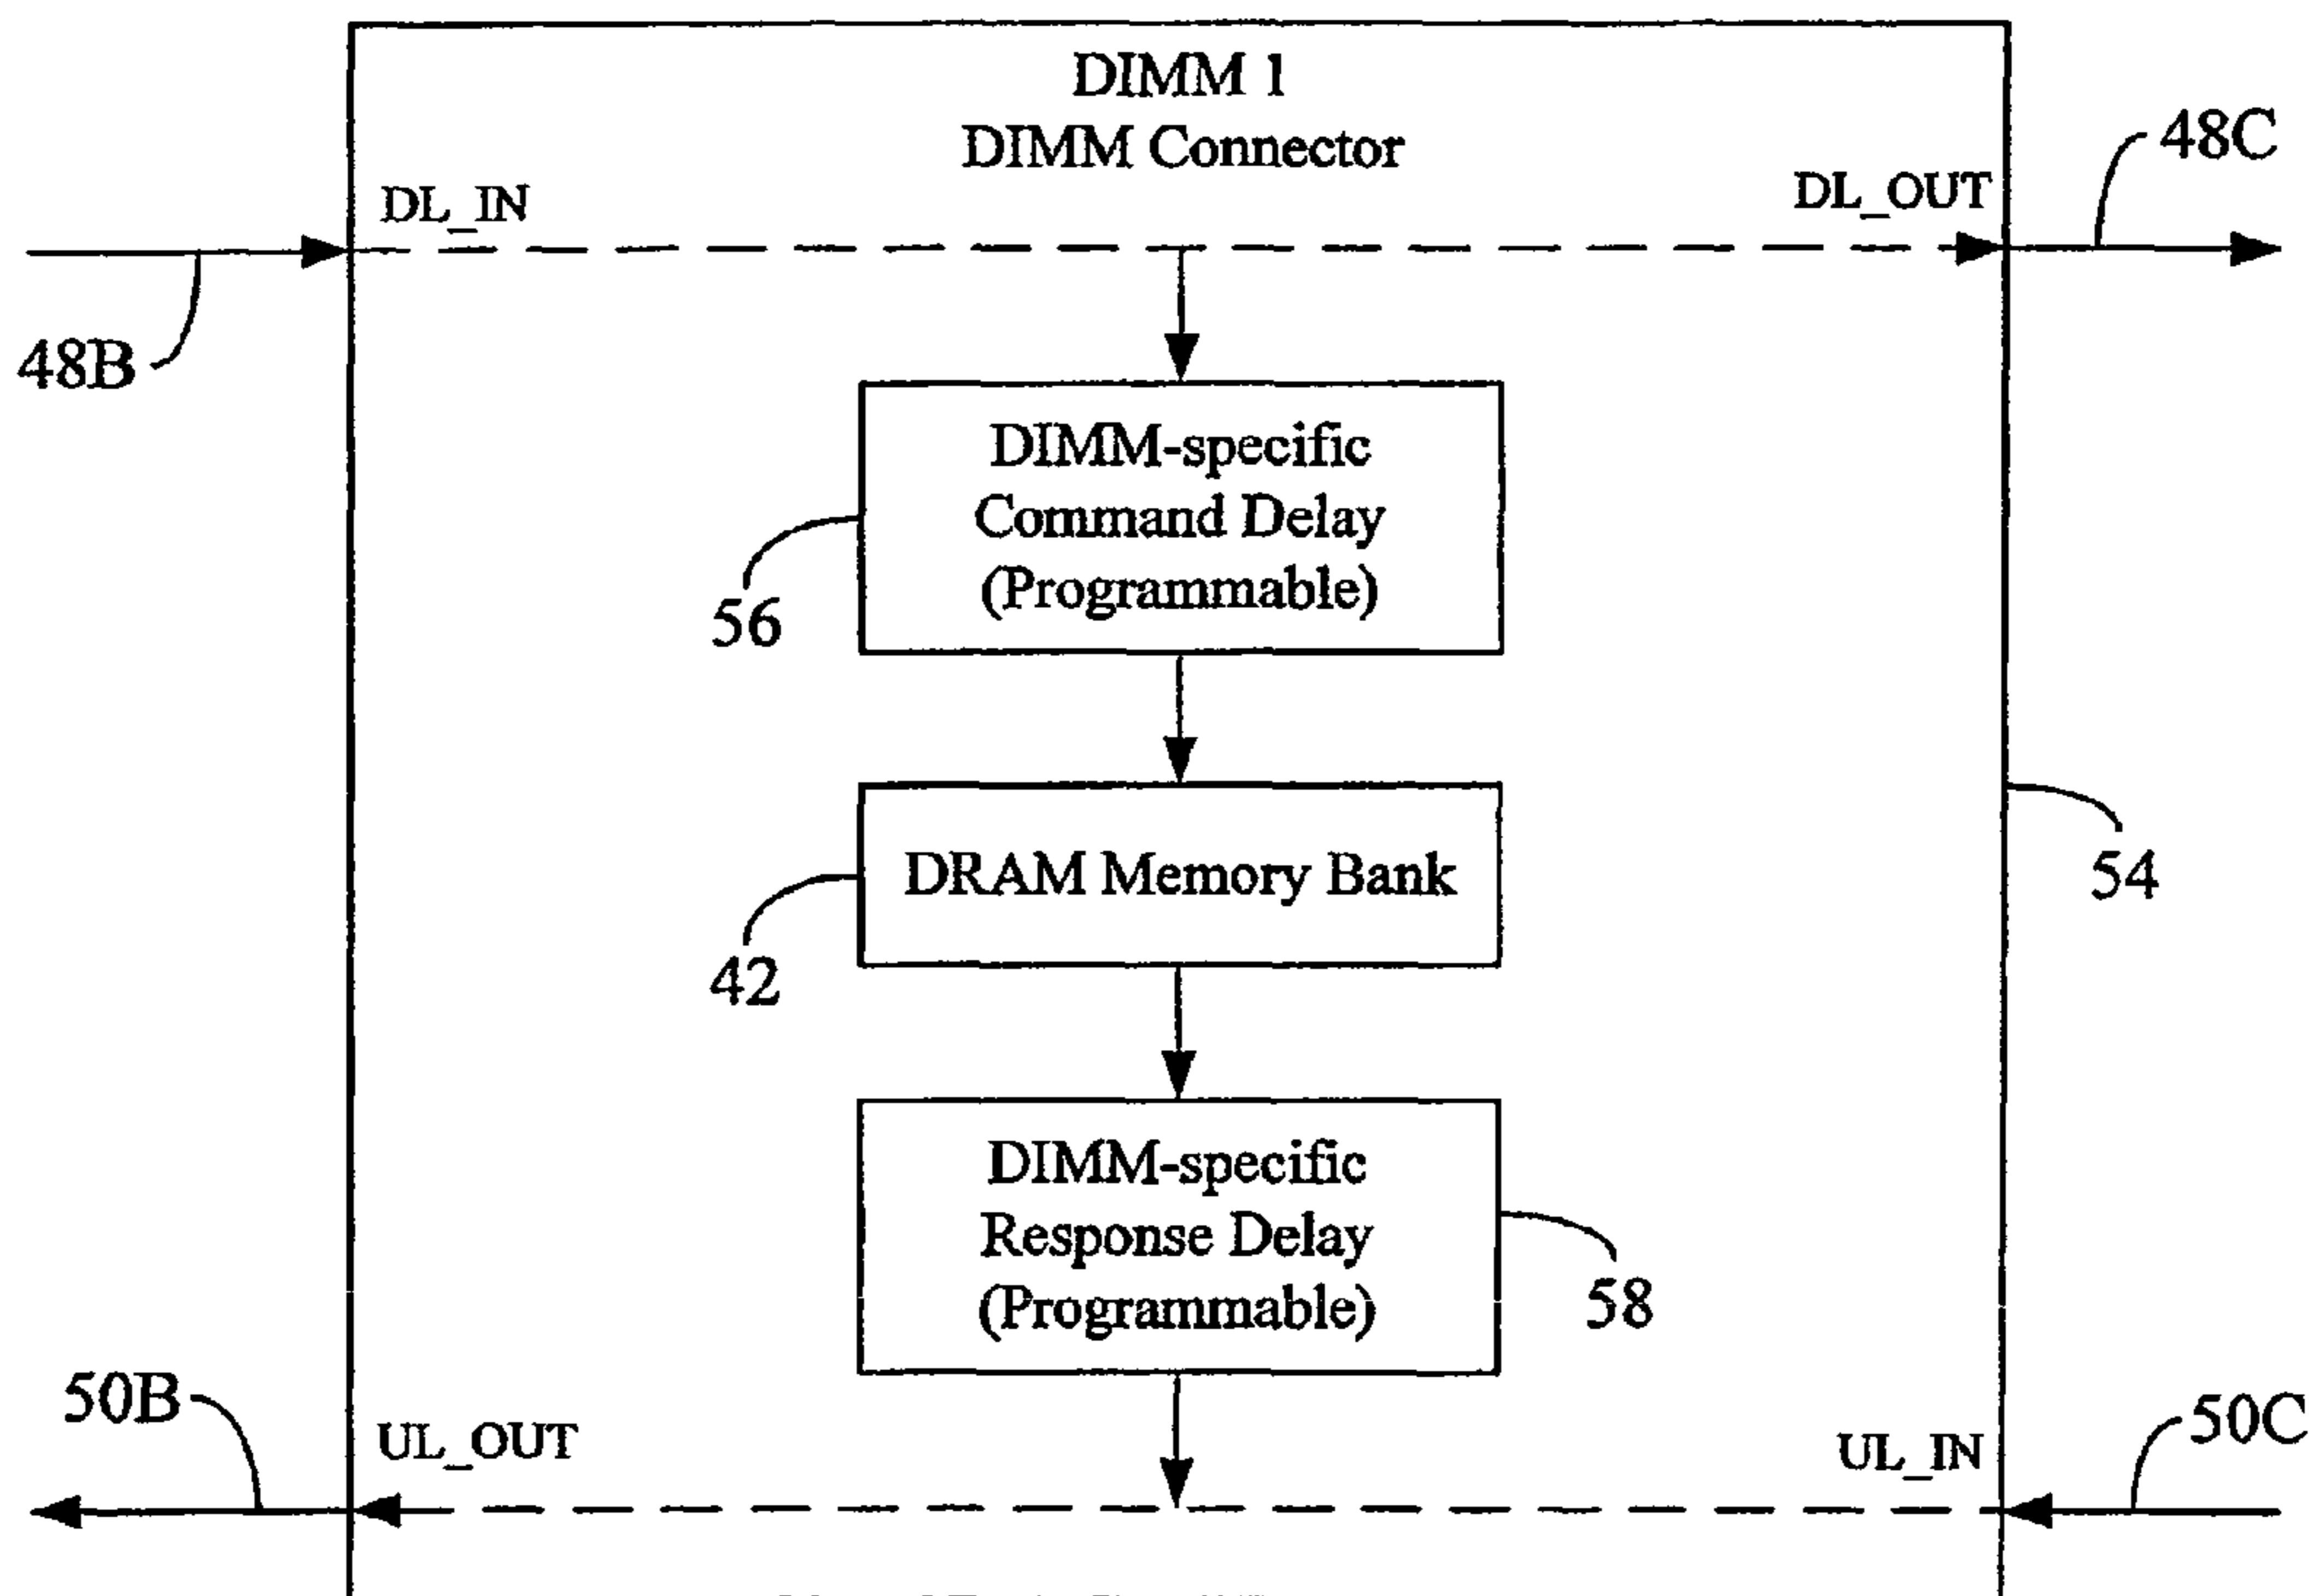 DIMM 1
DIMM Connector
48C
DL_IN
DL_OUT
48B
DIMM-specific
Command Delay
(Programmable)
56
DRAM Memory Bank
54
42
DIMM-specific
Response Delay
(Programmable)
58
50B
50C
UL_OUT
UL_IN